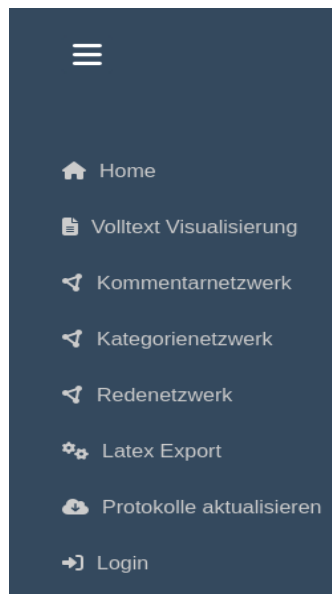 Home
Volltext Visualisierung
Kommentarnetzwerk
Kategorienetzwerk
Redenetzwerk
Latex Export
Protokolle aktualisieren
Login